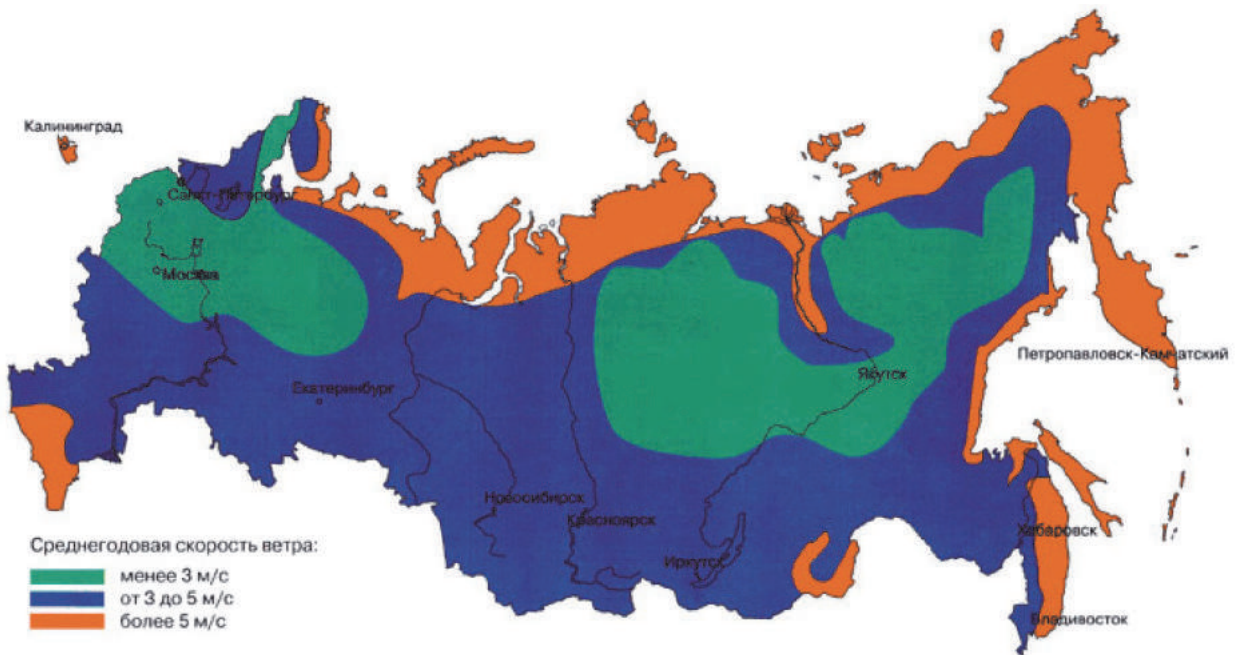 Калининград
Санкт-Петербург
Москва
Петропавловск-Камчатский
Якутск
Екатеринбург
Новосибирск
Красноярск
Хабаровск
Иркутск
Владивосток
Среднегодовая скорость ветра:
менее 3 м/с
от 3 до 5 м/с
более 5 м/с